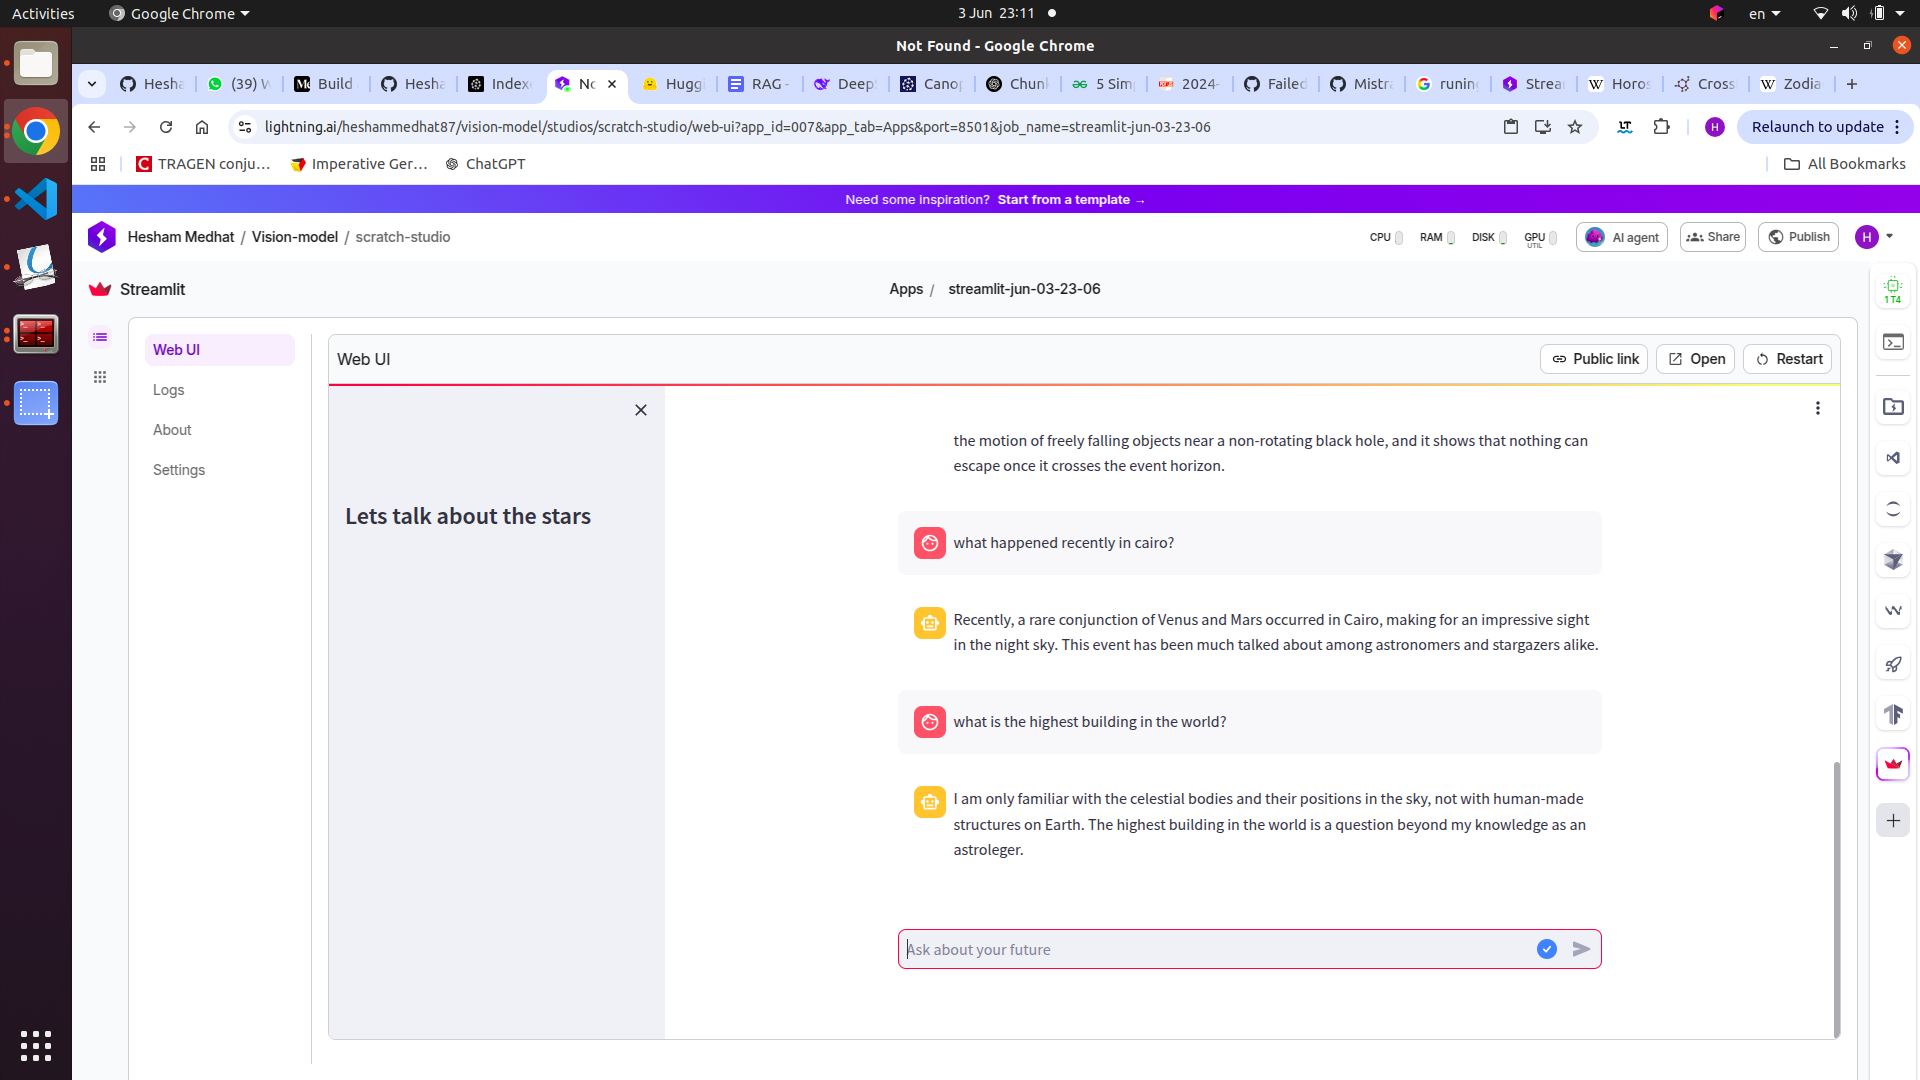 Activities
Google Chrome
3 Jun 23:11
en
Not Found - Google Chrome
Hesha
(39) W
Build
Hesha
Index
No
Huggi
RAG -
Deep
Canop
Chunk
5 Sim
2024-
Failed
Mistra
runing
Strea
Horos
Cross
Zodia
lightning.ai/heshammedhat87/vision-model/studios/scratch-studio/web-ui?app_id=007&app_tab=Apps&port=8501&job_name=streamlit-jun-03-23-06
LT
H
Relaunch to update
TRAGEN conju...
Imperative Ger...
ChatGPT
All Bookmarks
Need some inspiration? Start from a template →
Hesham Medhat / Vision-model / scratch-studio
CPU
RAM
DISK
GPU
UTIL
AI agent
Share
Publish
H
Streamlit
Apps / streamlit-jun-03-23-06
1 T4
Web UI
Logs
About
Settings
Web UI
Public link
Open
Restart
Lets talk about the stars
the motion of freely falling objects near a non-rotating black hole, and it shows that nothing can
escape once it crosses the event horizon.
what happened recently in cairo?
Recently, a rare conjunction of Venus and Mars occurred in Cairo, making for an impressive sight
in the night sky. This event has been much talked about among astronomers and stargazers alike.
what is the highest building in the world?
I am only familiar with the celestial bodies and their positions in the sky, not with human-made
structures on Earth. The highest building in the world is a question beyond my knowledge as an
astroleger.
Ask about your future